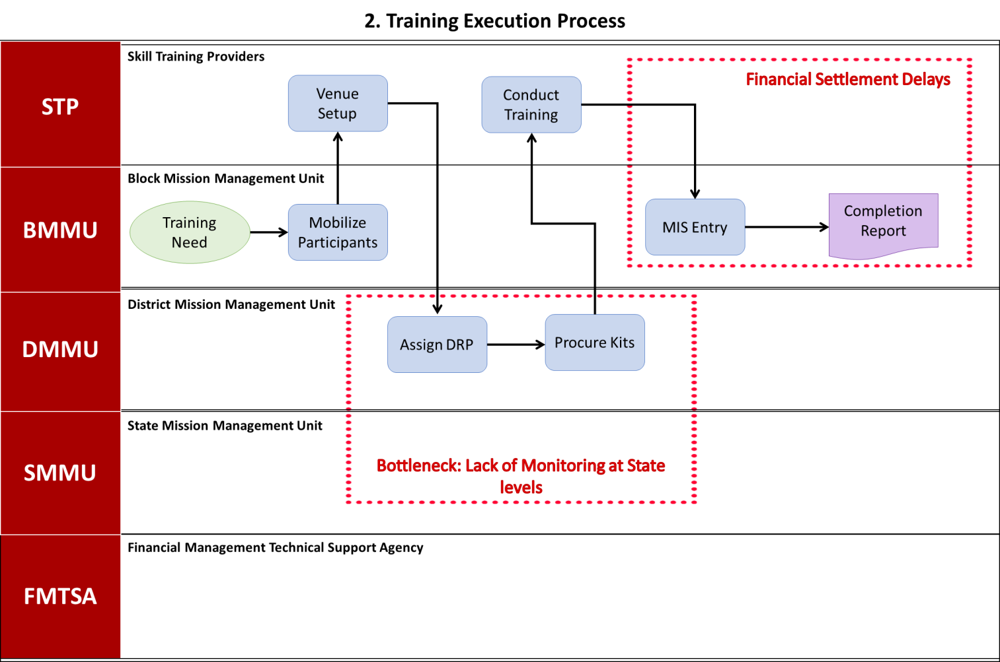 2. Training Execution Process
STP
Skill Training Providers
Venue
Setup
Conduct
Training
Financial Settlement Delays
BMMU
Block Mission Management Unit
Training
Need
Mobilize
Participants
MIS Entry
Completion
Report
DMMU
District Mission Management Unit
Assign DRP
Procure Kits
SMMU
State Mission Management Unit
Bottleneck: Lack of Monitoring at State
levels
FMTSA
Financial Management Technical Support Agency